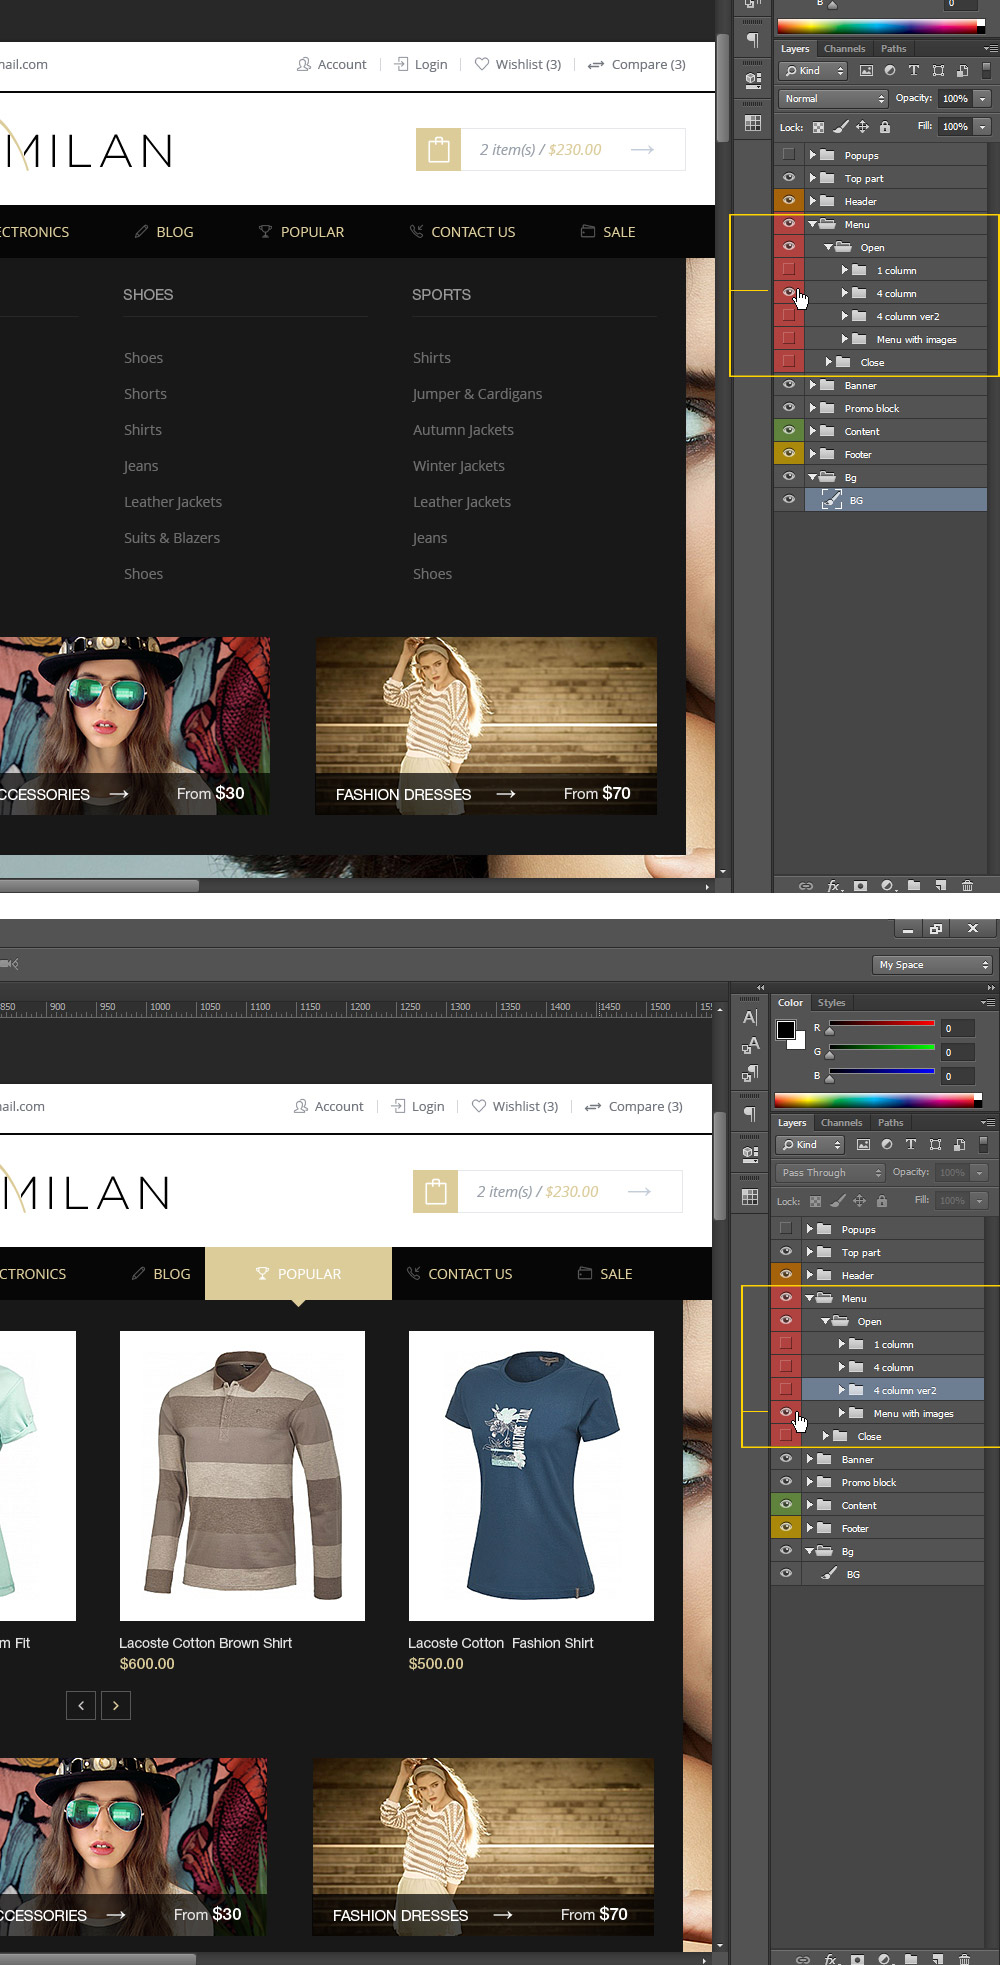 B 0
Layers Channels Paths
nail.com Account Login Wishlist (3) Compare (3)
Kind
Normal Opacity: 100%
Lock: Fill: 100%
MILAN
2 item(s) / $230.00
Popups
Top part
Header
Menu
Open
1 column
4 column
4 column ver2
Menu with images
Close
Banner
Promo block
Content
Footer
Bg
BG
ECTRONICS BLOG POPULAR CONTACT US SALE
SHOES
Shoes
Shorts
Shirts
Jeans
Leather Jackets
Suits & Blazers
Shoes
SPORTS
Shirts
Jumper & Cardigans
Autumn Jackets
Winter Jackets
Leather Jackets
Jeans
Shoes
CCESSORIES From $30
FASHION DRESSES From $70
fx
My Space
850 900 950 1000 1050 1100 1150 1200 1250 1300 1350 1400 1450 1500 155
Color Styles
R 0
G 0
B 0
Layers Channels Paths
nail.com Account Login Wishlist (3) Compare (3)
Kind
Pass Through Opacity: 100%
Lock: Fill: 100%
MILAN
2 item(s) / $230.00
Popups
Top part
Header
Menu
Open
1 column
4 column
4 column ver2
Menu with images
Close
Banner
Promo block
Content
Footer
Bg
BG
CTRONICS BLOG POPULAR CONTACT US SALE
m Fit
Lacoste Cotton Brown Shirt
$600.00
Lacoste Cotton Fashion Shirt
$500.00
CCESSORIES From $30
FASHION DRESSES From $70
fx